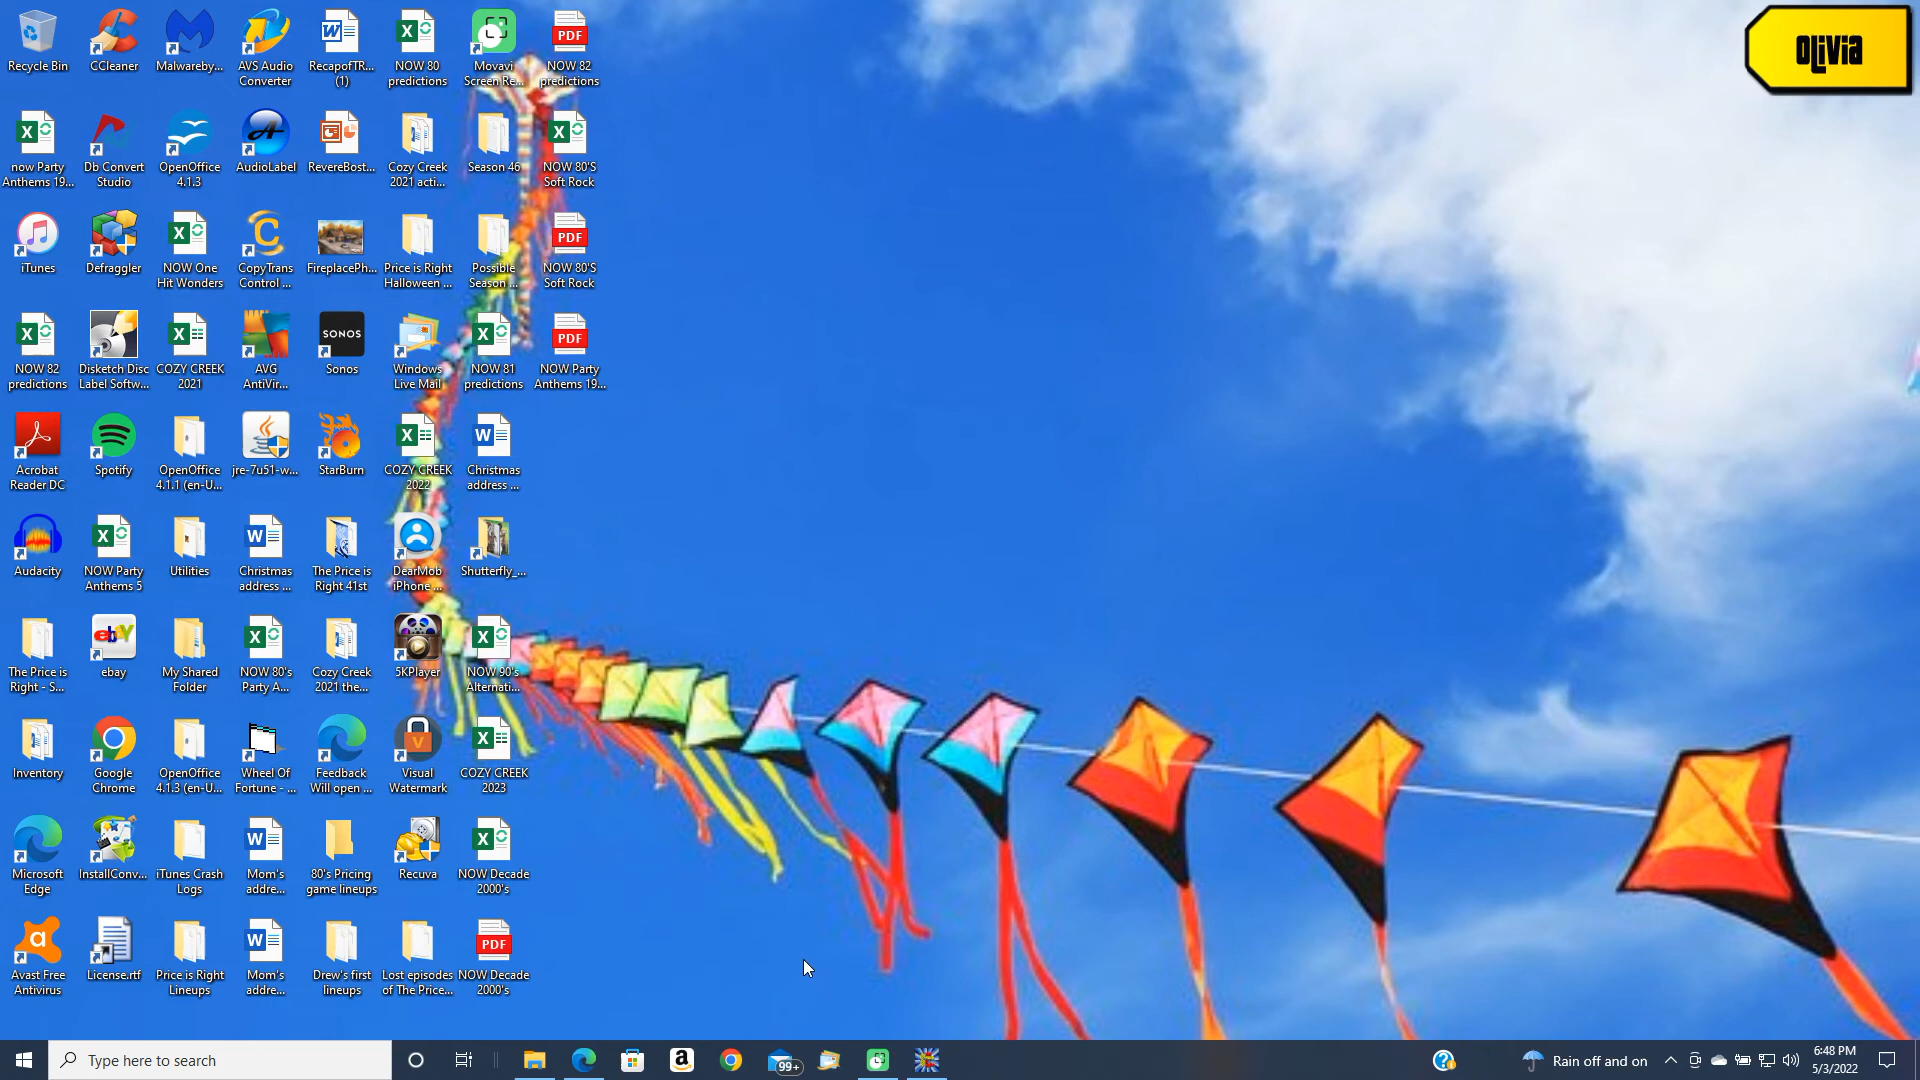 Olivia
Recycle Bin
CCleaner
Malwareby...
AVS Audio
Converter
RecapofTR...
(1)
NOW 80
predictions
Movavi
Screen Re...
NOW 82
predictions
now Party
Anthems 19...
Db Convert
Studio
OpenOffice
4.1.3
AudioLabel
RevereBost...
Cozy Creek
2021 acti...
Season 46
NOW 80'S
Soft Rock
iTunes
Defraggler
NOW One
Hit Wonders
CopyTrans
Control ...
FireplacePh...
Price is Right
Halloween ...
Possible
Season ...
PDF
NOW 80'S
Soft Rock
NOW 82
predictions
Disketch Disc
Label Softw...
COZY CREEK
2021
AVG
AntiVir...
SONOS
Sonos
Windows
Live Mail
NOW 81
predictions
PDF
NOW Party
Anthems 19...
Acrobat
Reader DC
Spotify
OpenOffice
4.1.1 (en-U...
jre-7u51-w...
StarBurn
COZY CREEK
2022
Christmas
address ...
Audacity
NOW Party
Anthems 5
Utilities
Christmas
address ...
The Price is
Right 41st
DearMob
iPhone ...
Shutterfly_...
The Price is
Right - S...
ebay
My Shared
Folder
NOW 80's
Party A...
Cozy Creek
2021 the...
5KPlayer
NOW 90's
Alternati...
Inventory
Google
Chrome
OpenOffice
4.1.3 (en-U...
Wheel Of
Fortune - ...
Feedback
Will open ...
Visual
Watermark
COZY CREEK
2023
Microsoft
Edge
InstallConv...
iTunes Crash
Logs
Mom's
addre...
80's Pricing
game lineups
Recuva
NOW Decade
2000's
Avast Free
Antivirus
License.rtf
Price is Right
Lineups
Mom's
addre...
Drew's first
lineups
Lost episodes
of The Price...
PDF
NOW Decade
2000's
Type here to search
99+
Rain off and on
6:48 PM
5/3/2022